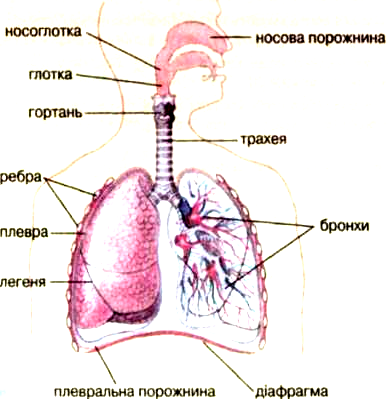 носоглотка
носова порожнина
глотка
гортань
трахея
ребра
плевра
бронхи
легеня
плевральна порожнина
діафрагма